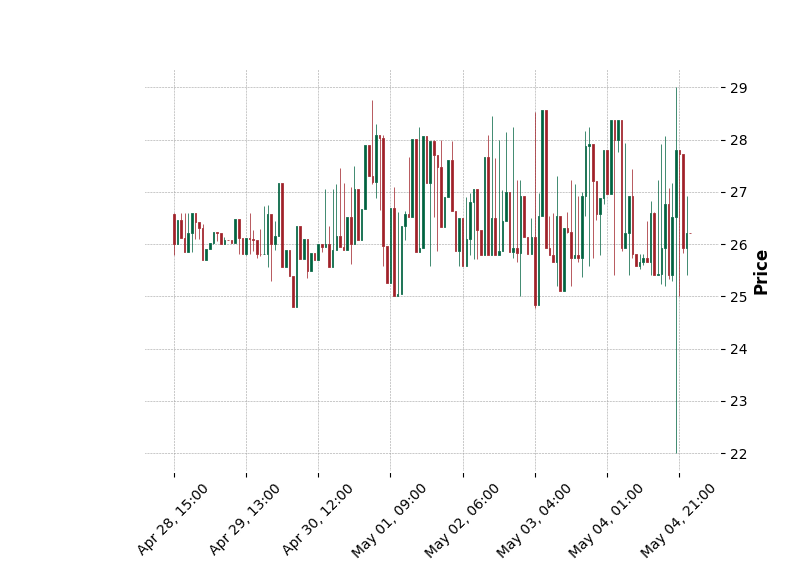 29
28
27
26
25
24
23
22
Price
Apr 28, 15:00
Apr 29, 13:00
Apr 30, 12:00
May 01, 09:00
May 02, 06:00
May 03, 04:00
May 04, 01:00
May 04, 21:00